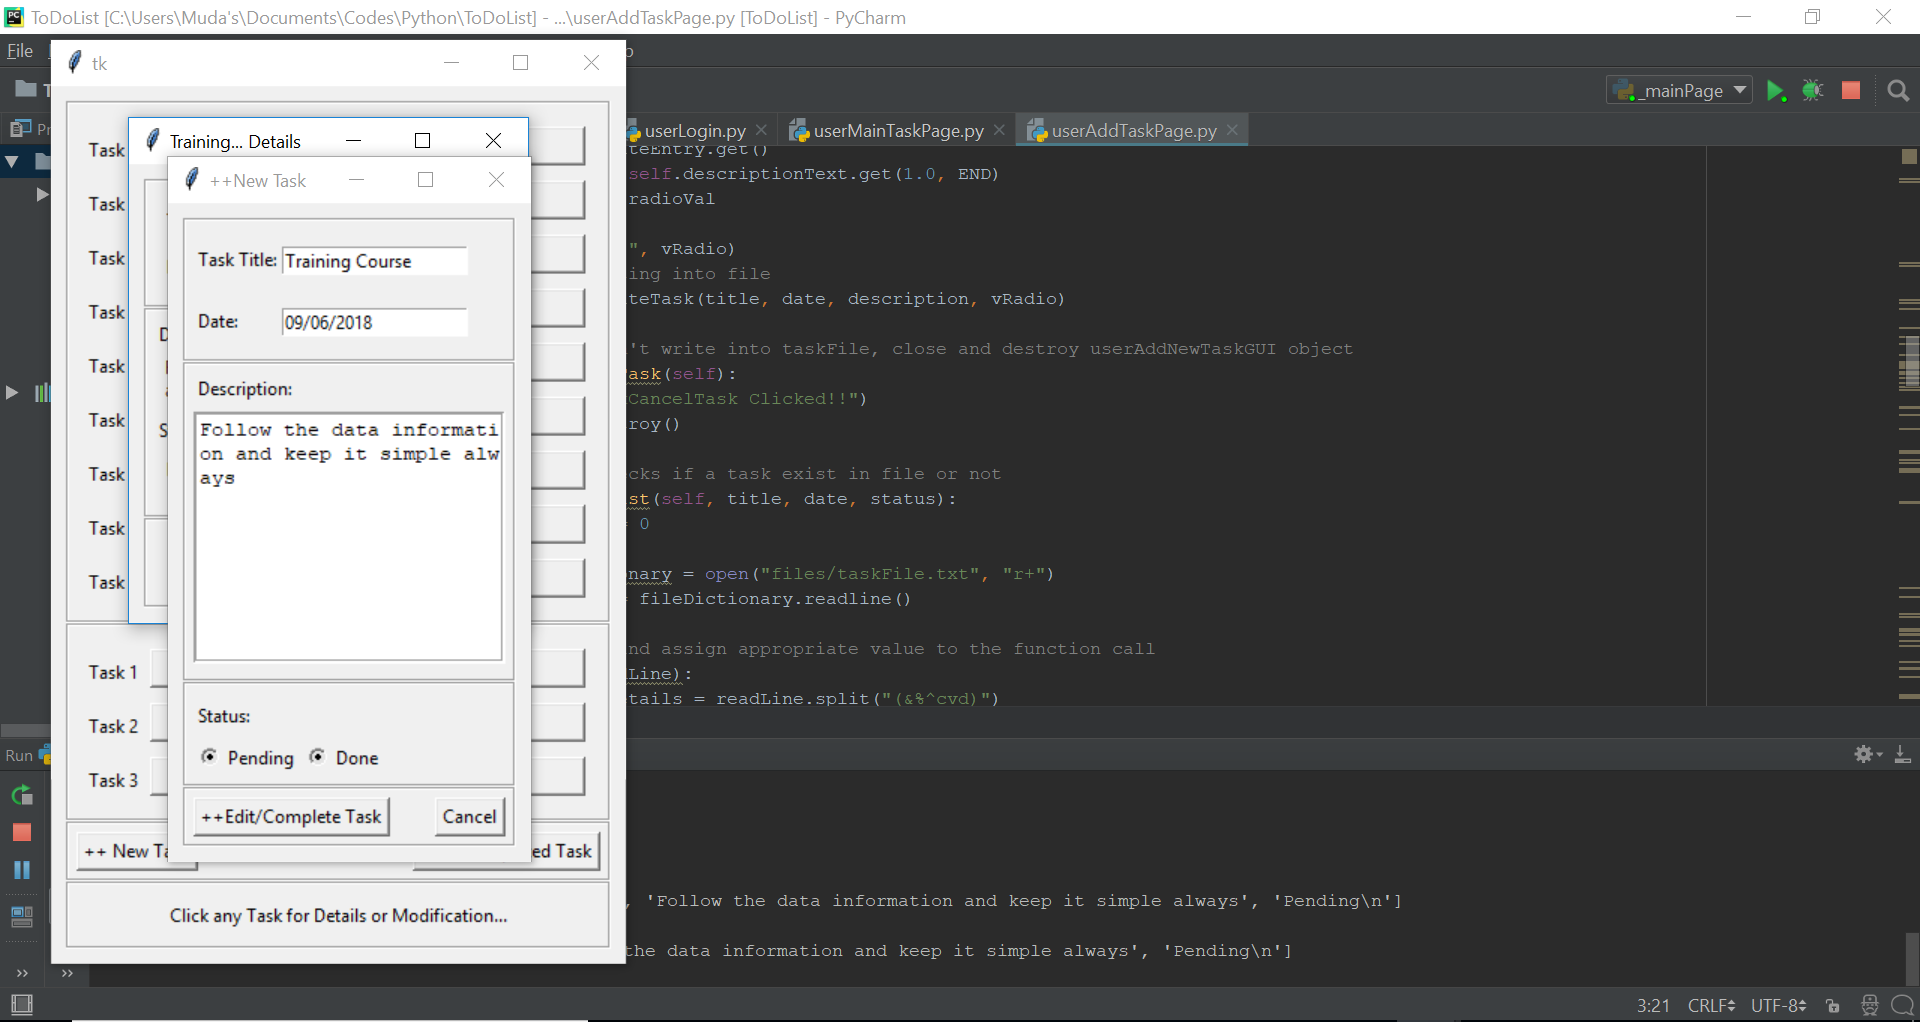 ToDoList [C:\Users\Muda's\Documents\Codes\Python\ToDoList] - ...\userAddTaskPage.py [ToDoList] - PyCharm
File
tk
_mainPage
userLogin.py
userMainTaskPage.py
userAddTaskPage.py
Training... Details
++New Task
Task
Task
Task
Task
Task
Task
Task
Task
Task
Task Title: Training Course
Date: 09/06/2018
Description:
Follow the data informati
on and keep it simple alw
ays
Status:
Pending
Done
++Edit/Complete Task
Cancel
Task 1
Task 2
Task 3
++ New Ta
ed Task
Click any Task for Details or Modification...
teEntry.get()
self.descriptionText.get(1.0, END)
radioVal
", vRadio)
ing into file
teTask(title, date, description, vRadio)
't write into taskFile, close and destroy userAddNewTaskGUI object
ask(self):
CancelTask Clicked!!")
roy()
cks if a task exist in file or not
st(self, title, date, status):
0
nary = open("files/taskFile.txt", "r+")
fileDictionary.readline()
nd assign appropriate value to the function call
Line):
tails = readLine.split("(&%^cvd)")
Run
, 'Follow the data information and keep it simple always', 'Pending\n']
the data information and keep it simple always', 'Pending\n']
3:21 CRLF UTF-8